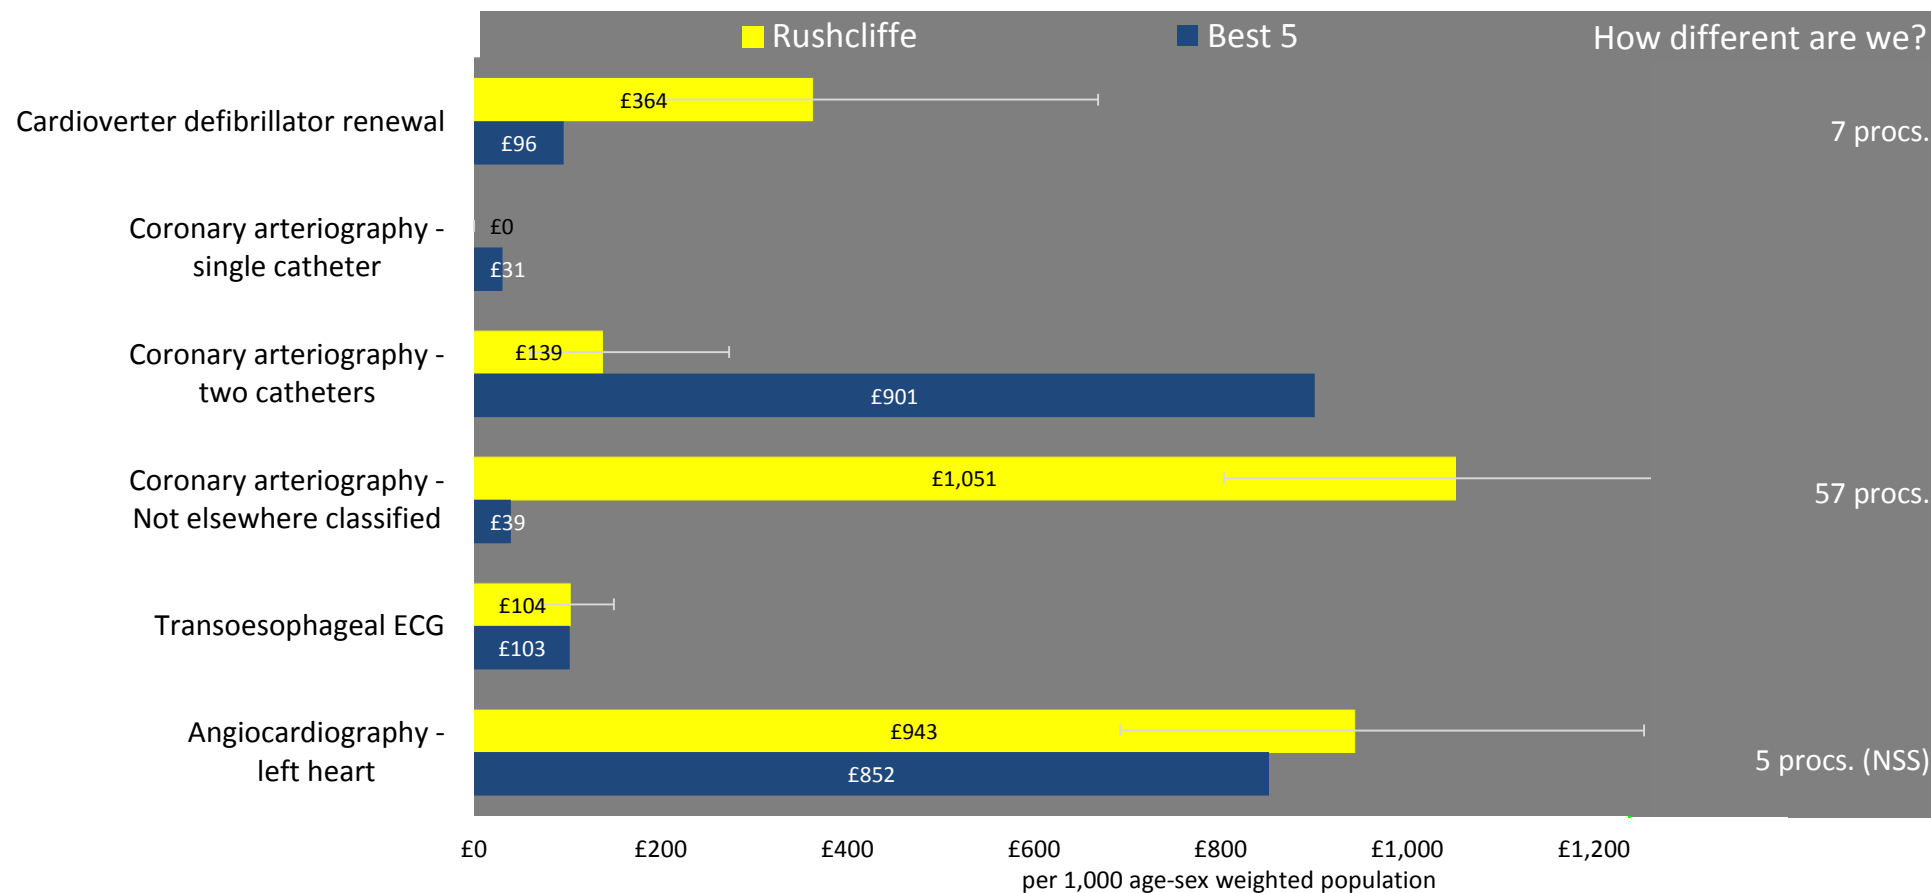 Rushcliffe
Best 5
How different are we?
Cardioverter defibrillator renewal
£364
£96
7 procs.
Coronary arteriography -
single catheter
£0
£31
Coronary arteriography -
two catheters
£139
£901
Coronary arteriography -
Not elsewhere classified
£1,051
£39
57 procs.
Transoesophageal ECG
£104
£103
Angiocardiography -
left heart
£943
£852
5 procs. (NSS)
£0 £200 £400 £600 £800 £1,000 £1,200
per 1,000 age-sex weighted population